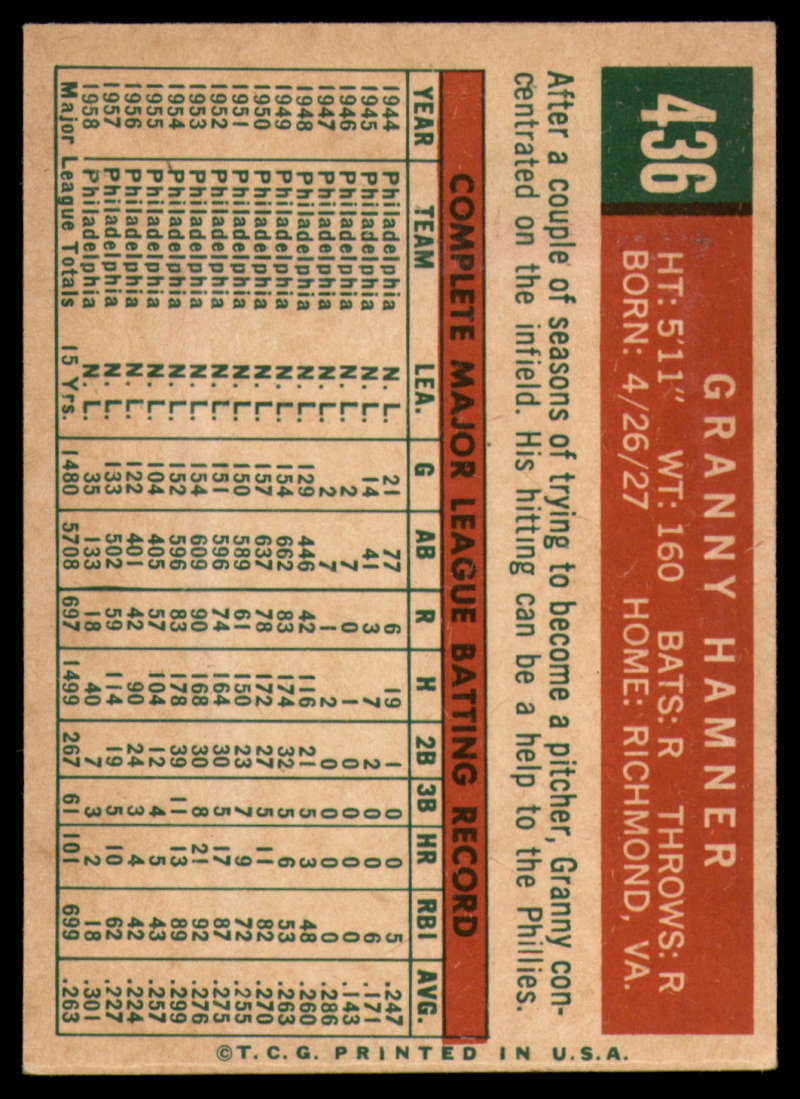 436
GRANNY HAMNER
HT: 5'11" WT: 160 BATS: R THROWS: R
BORN: 4/26/27 HOME: RICHMOND, VA.
After a couple of seasons of trying to become a pitcher, Granny con-
centrated on the infield. His hitting can be a help to the Phillies.
COMPLETE MAJOR LEAGUE BATTING RECORD
YEAR TEAM LEA. G AB R H 2B 3B HR RBI AVG.
1944 Philadelphia N. L. 21 77 6 19 1 0 0 5 .247
1945 Philadelphia N. L. 14 41 3 7 2 0 0 6 .171
1946 Philadelphia N. L. 2 7 0 1 0 0 0 0 .143
1947 Philadelphia N. L. 2 7 1 2 0 0 0 0 .286
1948 Philadelphia N. L. 129 446 42 116 21 5 3 48 .260
1949 Philadelphia N. L. 154 662 83 174 32 5 6 53 .263
1950 Philadelphia N. L. 157 637 78 172 27 5 11 82 .270
1951 Philadelphia N. L. 150 589 61 150 23 7 9 72 .255
1952 Philadelphia N. L. 151 596 74 164 30 5 17 87 .275
1953 Philadelphia N. L. 154 609 90 168 30 8 21 92 .276
1954 Philadelphia N. L. 152 596 83 178 39 11 13 89 .299
1955 Philadelphia N. L. 104 405 57 104 12 4 5 43 .257
1956 Philadelphia N. L. 122 401 42 90 24 3 4 42 .224
1957 Philadelphia N. L. 133 502 59 114 19 5 10 62 .227
1958 Philadelphia N. L. 35 133 18 40 7 3 2 18 .301
Major League Totals 15 Yrs. 1480 5708 697 1499 267 61 101 699 .263
©T.C.G. PRINTED IN U.S.A.